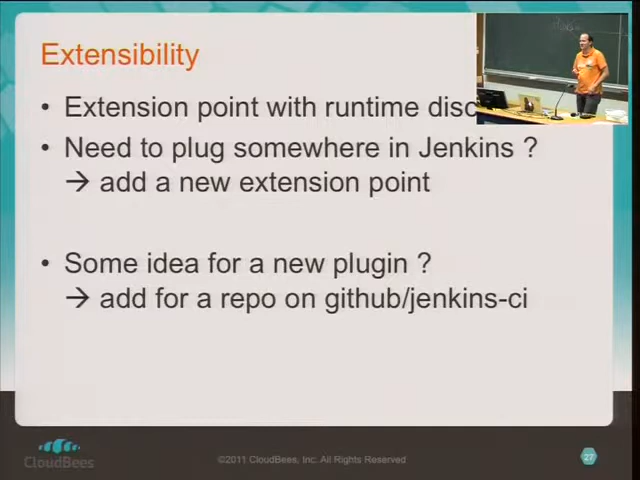 Extensibility
• Extension point with runtime
• Need to plug somewhere in Jenkins ?
→ add a new extension point
• Some idea for a new plugin ?
→ add for a repo on github/jenkins-ci
CloudBees
©2011 CloudBees, Inc. All Rights Reserved
27